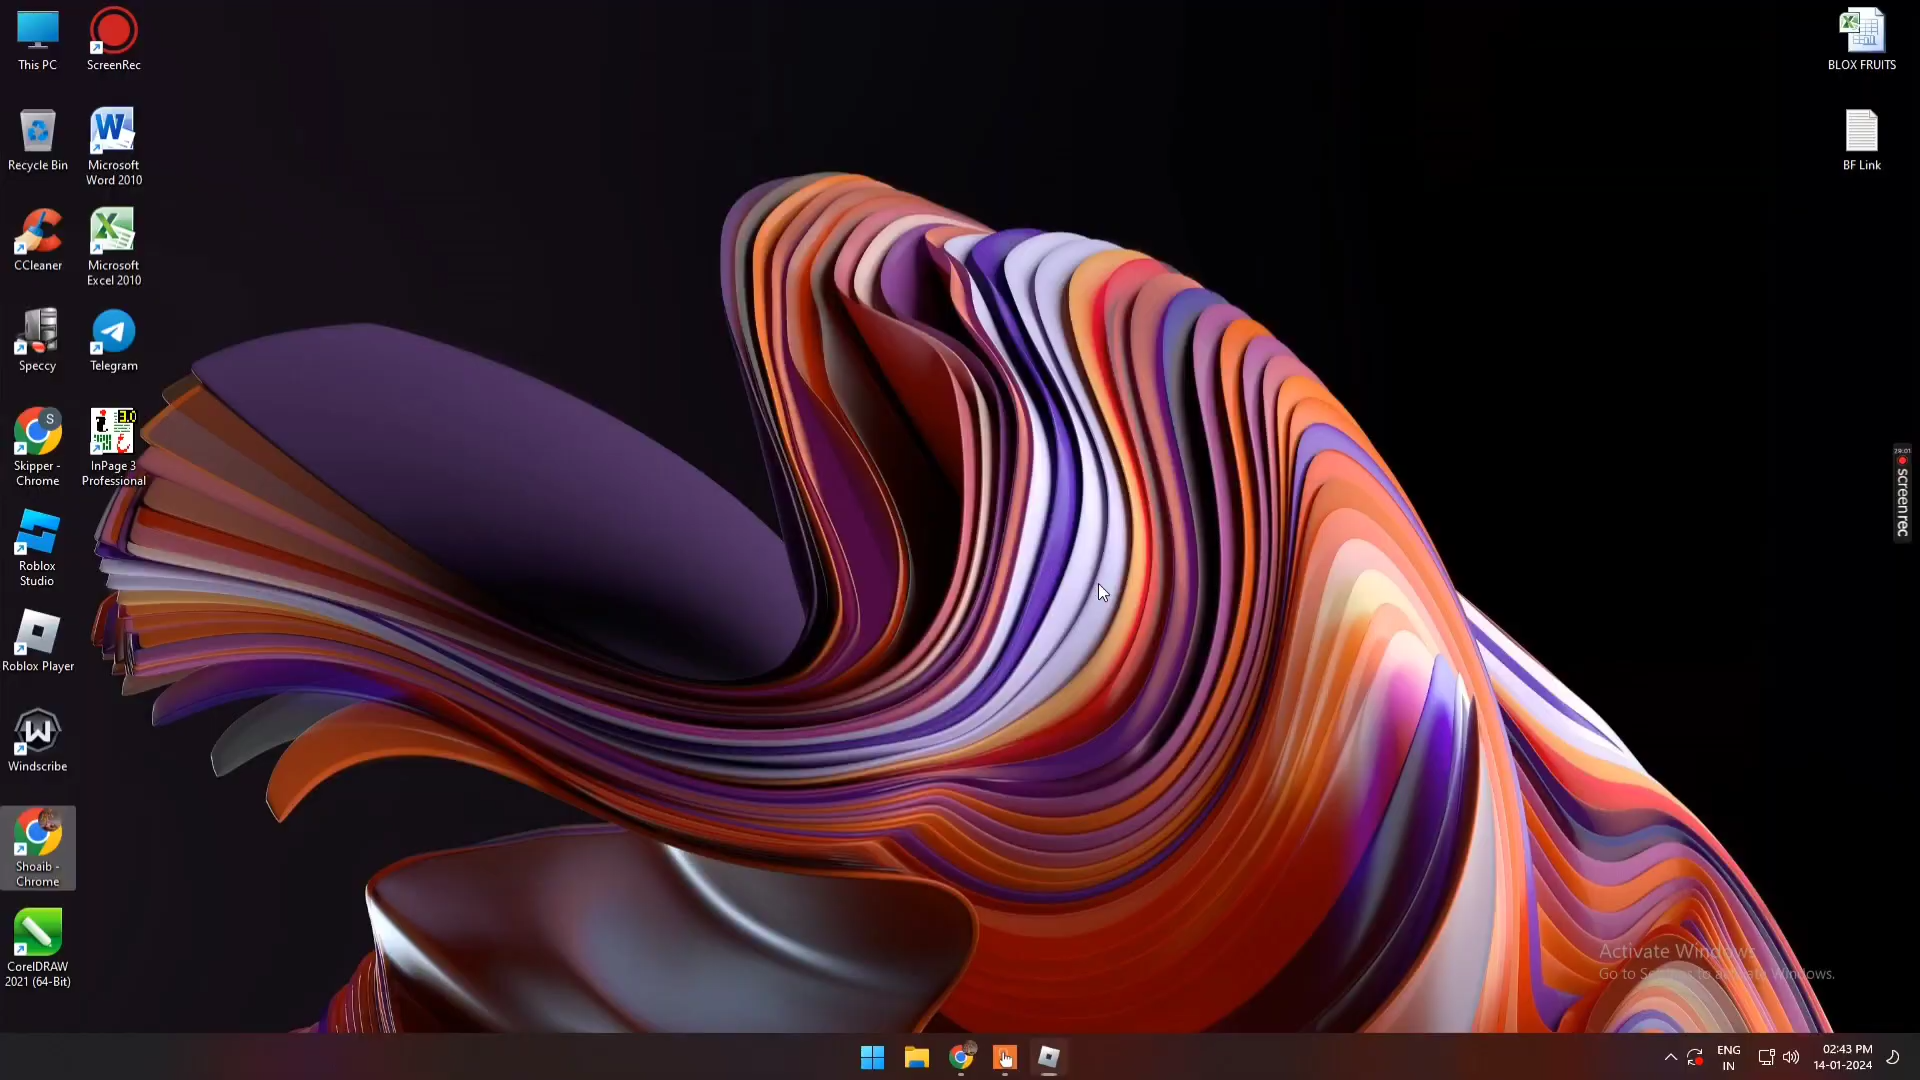 This PC
ScreenRec
Recycle Bin
Microsoft
Word 2010
CCleaner
Microsoft
Excel 2010
Speccy
Telegram
Skipper -
Chrome
InPage 3
Professional
Roblox
Studio
Roblox Player
Windscribe
Shoaib -
Chrome
CorelDRAW
2021 (64-Bit)
BLOX FRUITS
BF Link
screenrec
Activate Windows
Go to Settings to activate Windows.
ENG
IN
02:43 PM
14-01-2024